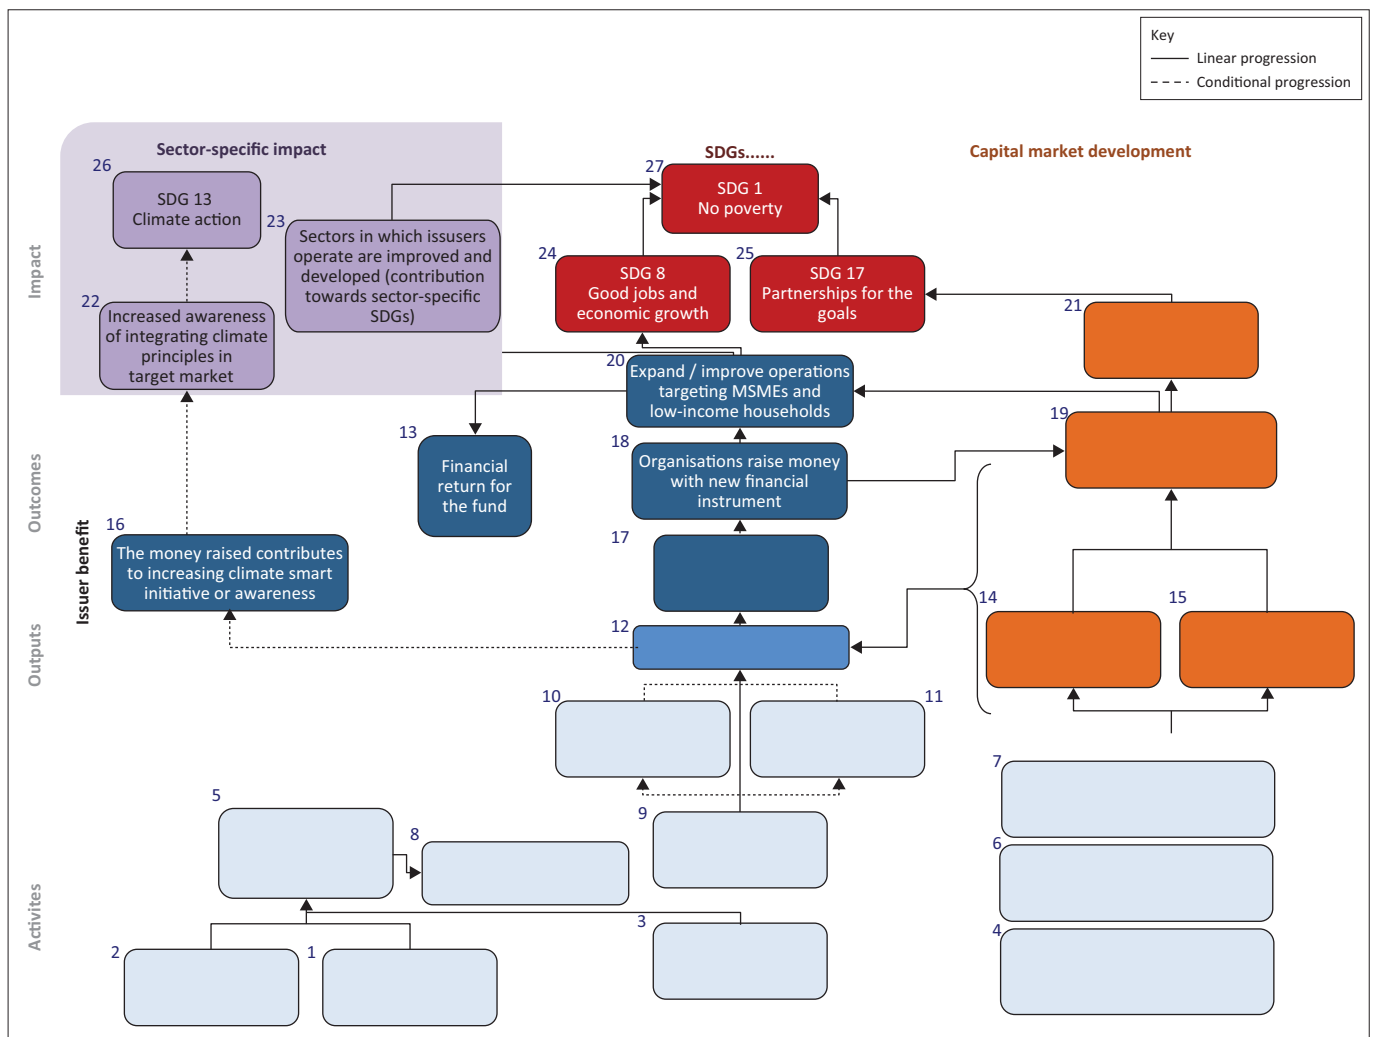 Key
Linear progression
Conditional progression
Sector-specific impact
SDGs......
Capital market development
26
SDG 13
Climate action
27
SDG 1
No poverty
23
Sectors in which issusers
operate are improved and
developed (contribution
towards sector-specific
SDGs)
24
SDG 8
Good jobs and
economic growth
25
SDG 17
Partnerships for the
goals
Impact
22
Increased awareness
of integrating climate
principles in
target market
21
20
Expand / improve operations
targeting MSMEs and
low-income households
19
13
Financial
return for
the fund
18
Organisations raise money
with new financial
instrument
Outcomes
Issuer benefit
16
The money raised contributes
to increasing climate smart
initiative or awareness
17
14
15
Outputs
12
10
11
7
5
9
8
6
Activites
3
4
2
1